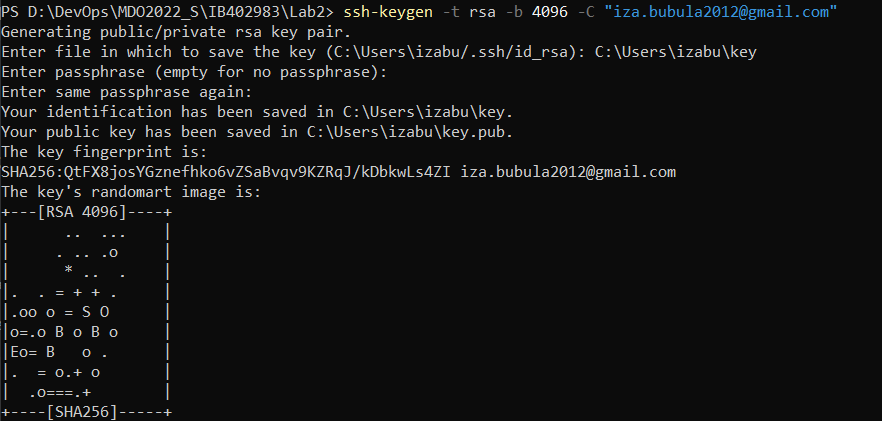 PS D:\DevOps\MDO2022_S\IB402983\Lab2> ssh-keygen -t rsa -b 4096 -C "iza.bubula2012@gmail.com"
Generating public/private rsa key pair.
Enter file in which to save the key (C:\Users\izabu/.ssh/id_rsa): C:\Users\izabu\key
Enter passphrase (empty for no passphrase):
Enter same passphrase again:
Your identification has been saved in C:\Users\izabu\key.
Your public key has been saved in C:\Users\izabu\key.pub.
The key fingerprint is:
SHA256:QtFX8josYGznefhko6vZSaBvqv9KZRqJ/kDbkwLs4ZI iza.bubula2012@gmail.com
The key's randomart image is:
+---[RSA 4096]----+
|      ..  ...    |
|     . .. .o     |
|      * ..  .    |
|.  . = + + .     |
|.oo o = S O      |
|o=.o B o B o     |
|Eo= B   o .      |
|.  = o.+ o       |
|  .o===.+        |
+----[SHA256]-----+